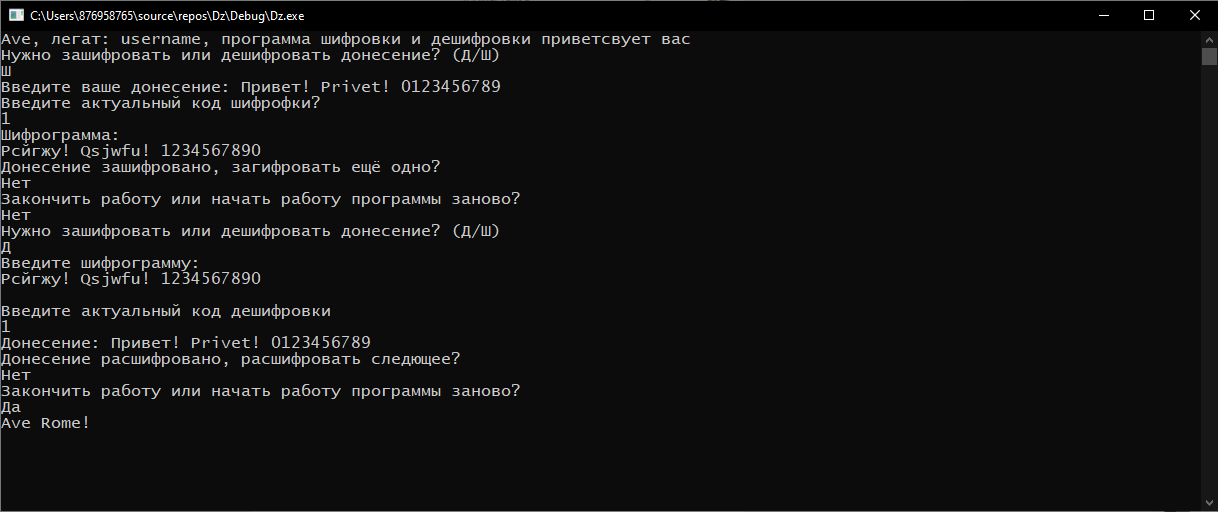 C:\Users\876958765\source\repos\Dz\Debug\Dz.exe
Ave, легат: username, программа шифровки и дешифровки приветсвует вас
Нужно зашифровать или дешифровать донесение? (Д/Ш)
Ш
Введите ваше донесение: Привет! Privet! 0123456789
Введите актуальный код шифрофки?
1
Шифрограмма:
Рсйгжу! Qsjwfu! 1234567890
Донесение зашифровано, загифровать ещё одно?
Нет
Закончить работу или начать работу программы заново?
Нет
Нужно зашифровать или дешифровать донесение? (Д/Ш)
Д
Введите шифрограмму:
Рсйгжу! Qsjwfu! 1234567890
Введите актуальный код дешифровки
1
Донесение: Привет! Privet! 0123456789
Донесение расшифровано, расшифровать следющее?
Нет
Закончить работу или начать работу программы заново?
Да
Ave Rome!